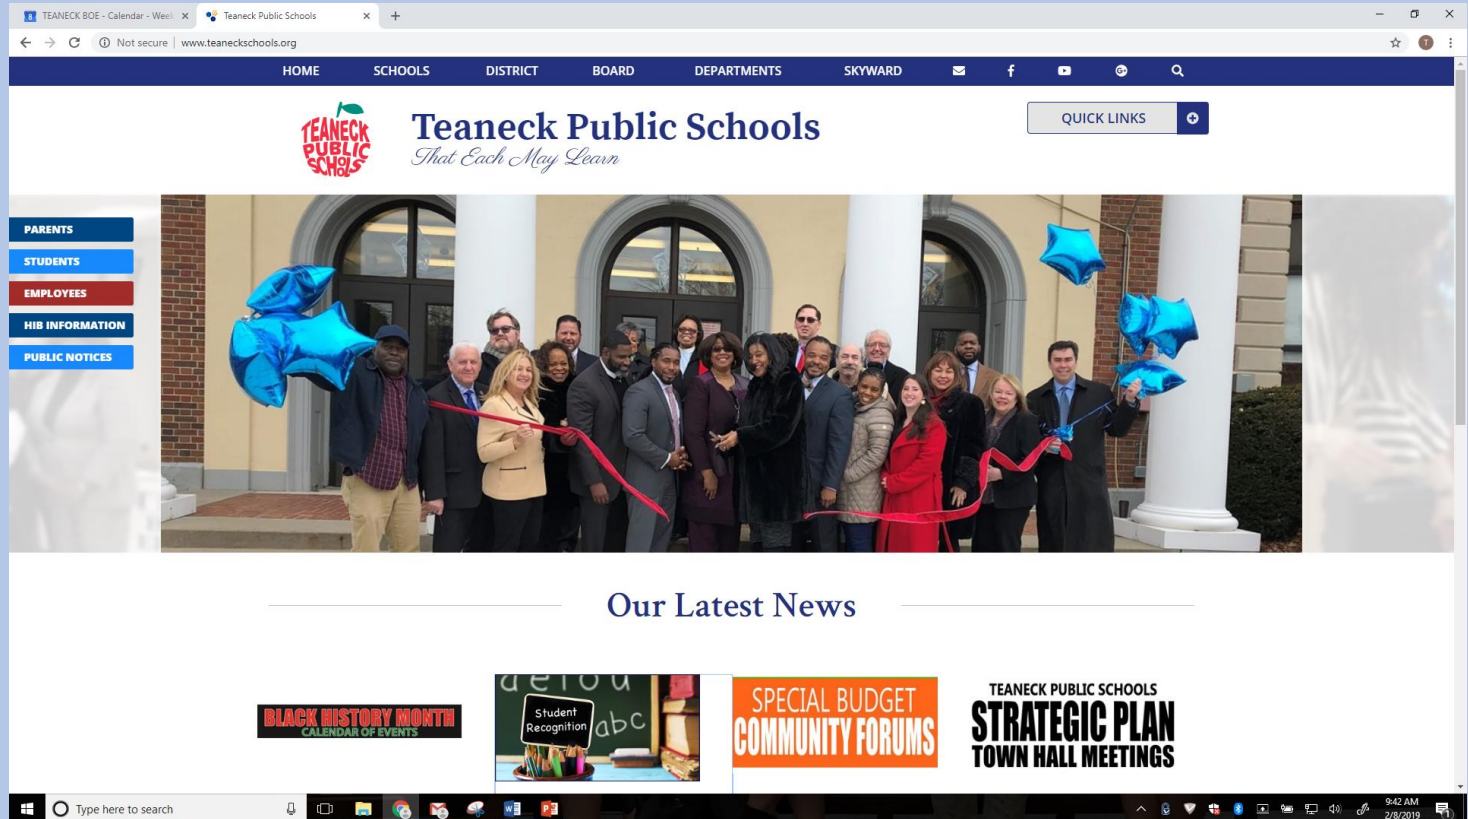 TEANECK BOE - Calendar - Week
Teaneck Public Schools
Not secure | www.teaneckschools.org
T
HOME SCHOOLS DISTRICT BOARD DEPARTMENTS SKYWARD
TEANECK
PUBLIC
SCHOOLS
Teaneck Public Schools
That Each May Learn
QUICK LINKS
PARENTS
STUDENTS
EMPLOYEES
HIB INFORMATION
PUBLIC NOTICES
Our Latest News
BLACK HISTORY MONTH
CALENDAR OF EVENTS
aeiou
Student
Recognition
abc
SPECIAL BUDGET
COMMUNITY FORUMS
TEANECK PUBLIC SCHOOLS
STRATEGIC PLAN
TOWN HALL MEETINGS
Type here to search
9:42 AM
2/8/2019